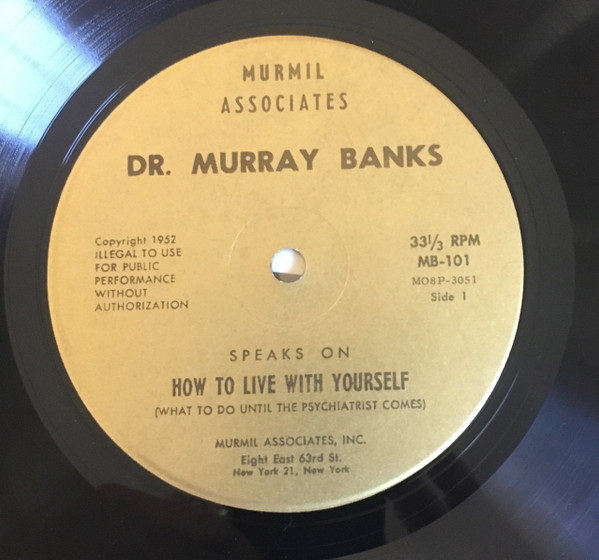 MURMIL
ASSOCIATES
DR. MURRAY BANKS
Copyright 1952
ILLEGAL TO USE
FOR PUBLIC
PERFORMANCE
WITHOUT
AUTHORIZATION
33 1/3 RPM
MB-101
MO8P-3051
Side 1
SPEAKS ON
HOW TO LIVE WITH YOURSELF
(WHAT TO DO UNTIL THE PSYCHIATRIST COMES)
MURMIL ASSOCIATES, INC.
Eight East 63rd St.
New York 21, New York